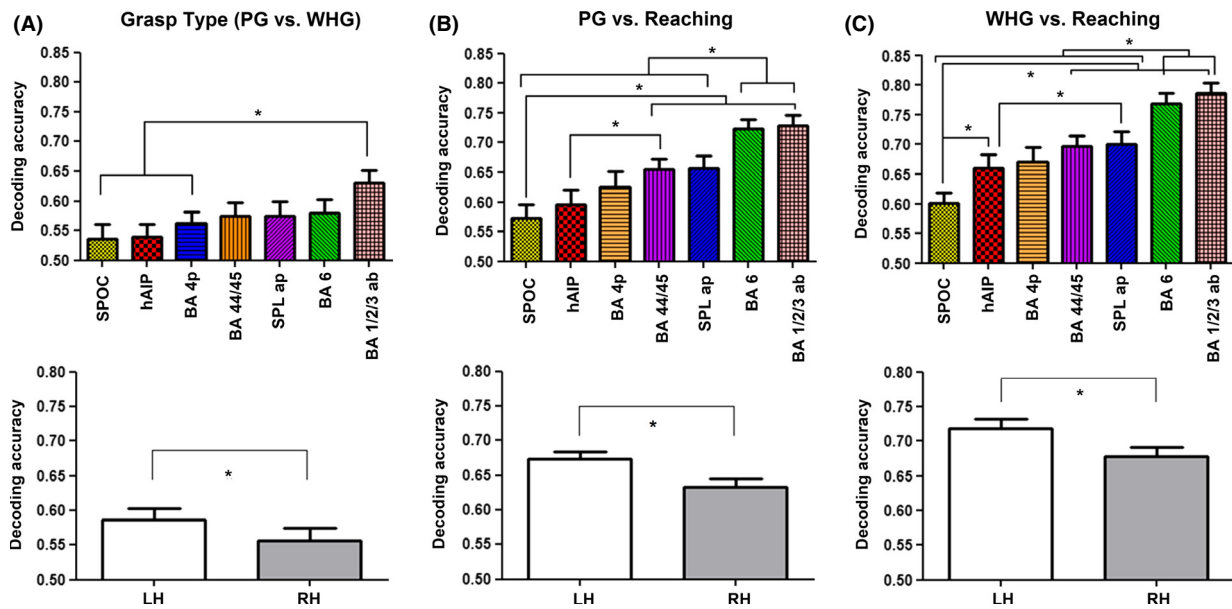 (A)
Grasp Type (PG vs. WHG)
Decoding accuracy
0.85
0.80
0.75
0.70
0.65
0.60
0.55
0.50
*
SPOC
hAIP
BA 4p
BA 44/45
SPL ap
BA 6
BA 1/2/3 ab
(B)
PG vs. Reaching
Decoding accuracy
0.85
0.80
0.75
0.70
0.65
0.60
0.55
0.50
*
*
*
SPOC
hAIP
BA 4p
BA 44/45
SPL ap
BA 6
BA 1/2/3 ab
(C)
WHG vs. Reaching
Decoding accuracy
0.85
0.80
0.75
0.70
0.65
0.60
0.55
0.50
*
*
*
*
SPOC
hAIP
BA 4p
BA 44/45
SPL ap
BA 6
BA 1/2/3 ab
Decoding accuracy
0.80
0.75
0.70
0.65
0.60
0.55
0.50
*
LH
RH
Decoding accuracy
0.80
0.75
0.70
0.65
0.60
0.55
0.50
*
LH
RH
Decoding accuracy
0.80
0.75
0.70
0.65
0.60
0.55
0.50
*
LH
RH